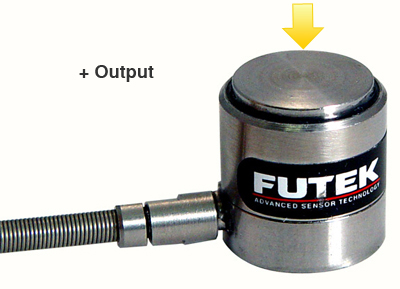 + Output
FUTEK
ADVANCED SENSOR TECHNOLOGY